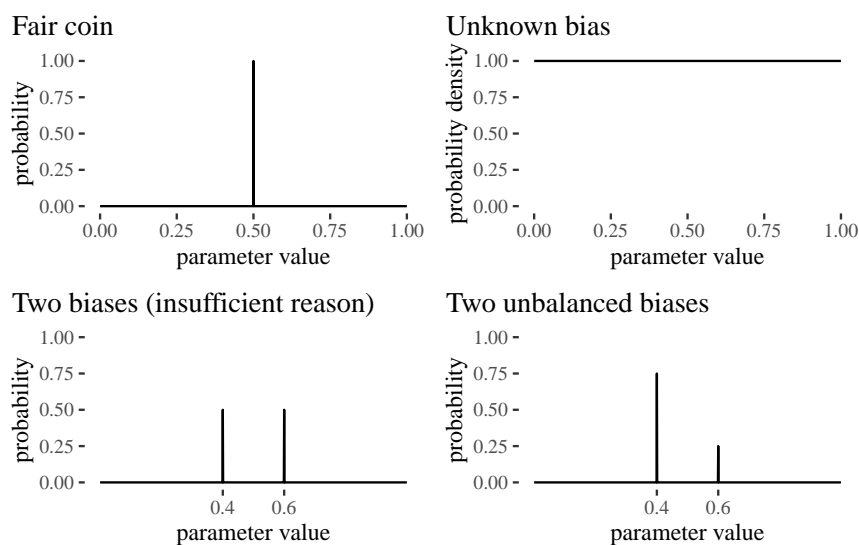 Fair coin
probability
1.00
0.75
0.50
0.25
0.00
0.00 0.25 0.50 0.75 1.00
parameter value
Unknown bias
probability density
1.00
0.75
0.50
0.25
0.00
0.00 0.25 0.50 0.75 1.00
parameter value
Two biases (insufficient reason)
probability
1.00
0.75
0.50
0.25
0.00
0.4 0.6
parameter value
Two unbalanced biases
probability
1.00
0.75
0.50
0.25
0.00
0.4 0.6
parameter value